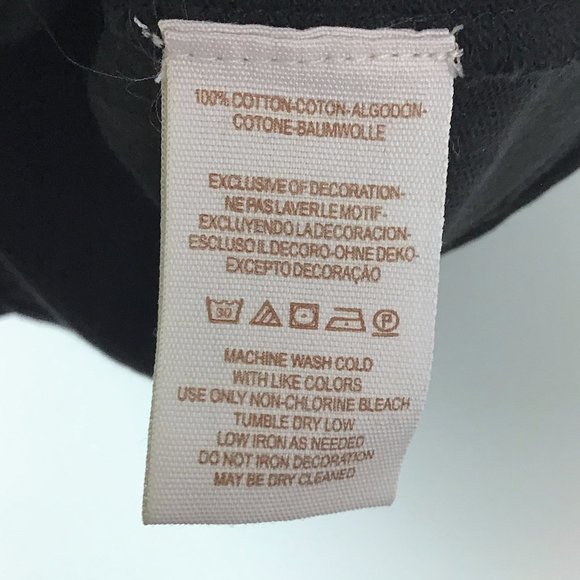 100% COTTON-COTON-ALGODON-
COTONE-BAUMWOLLE
EXCLUSIVE OF DECORATION-
NE PAS LAVER LE MOTIF-
EXCLUYENDO LA DECORACION-
ESCLUSO IL DECORO-OHNE DEKO-
EXCEPTO DECORAÇÃO
30 P
MACHINE WASH COLD
WITH LIKE COLORS
USE ONLY NON-CHLORINE BLEACH
TUMBLE DRY LOW
LOW IRON AS NEEDED
DO NOT IRON DECORATION
MAY BE DRY CLEANED